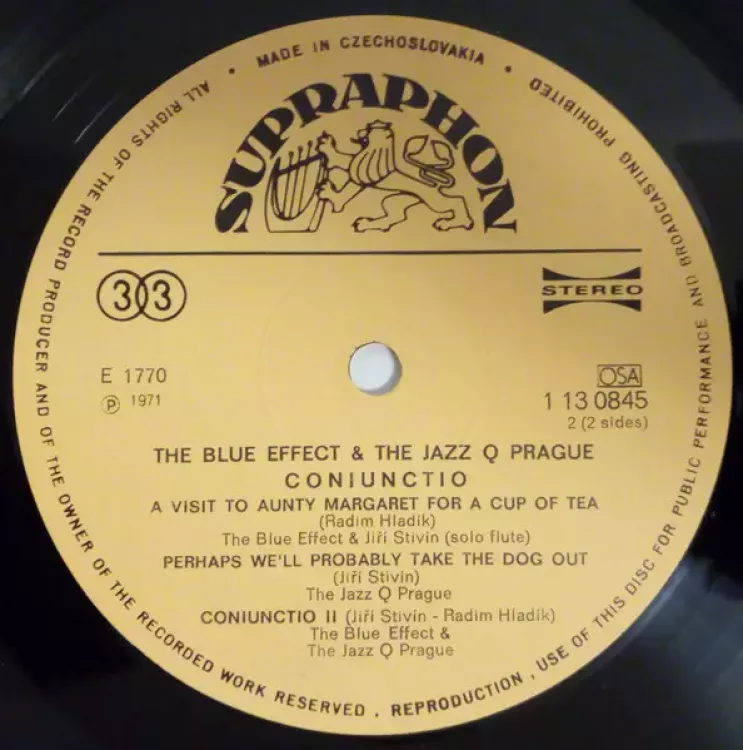 ALL RIGHTS OF THE RECORD PRODUCER AND OF THE OWNER OF THE RECORDED WORK RESERVED . REPRODUCTION, USE OF THIS DISC FOR PUBLIC PERFORMANCE AND BROADCASTING PROHIBITED
• MADE IN CZECHOSLOVAKIA •
SUPRAPHON
33
STEREO
E 1770
OSA
Ⓟ 1971
1 13 0845
2 (2 sides)
THE BLUE EFFECT & THE JAZZ Q PRAGUE
CONIUNCTIO
A VISIT TO AUNTY MARGARET FOR A CUP OF TEA
(Radim Hladík)
The Blue Effect & Jiří Stivín (solo flute)
PERHAPS WE'LL PROBABLY TAKE THE DOG OUT
(Jiří Stivín)
The Jazz Q Prague
CONIUNCTIO II (Jiří Stivín - Radim Hladík)
The Blue Effect &
The Jazz Q Prague